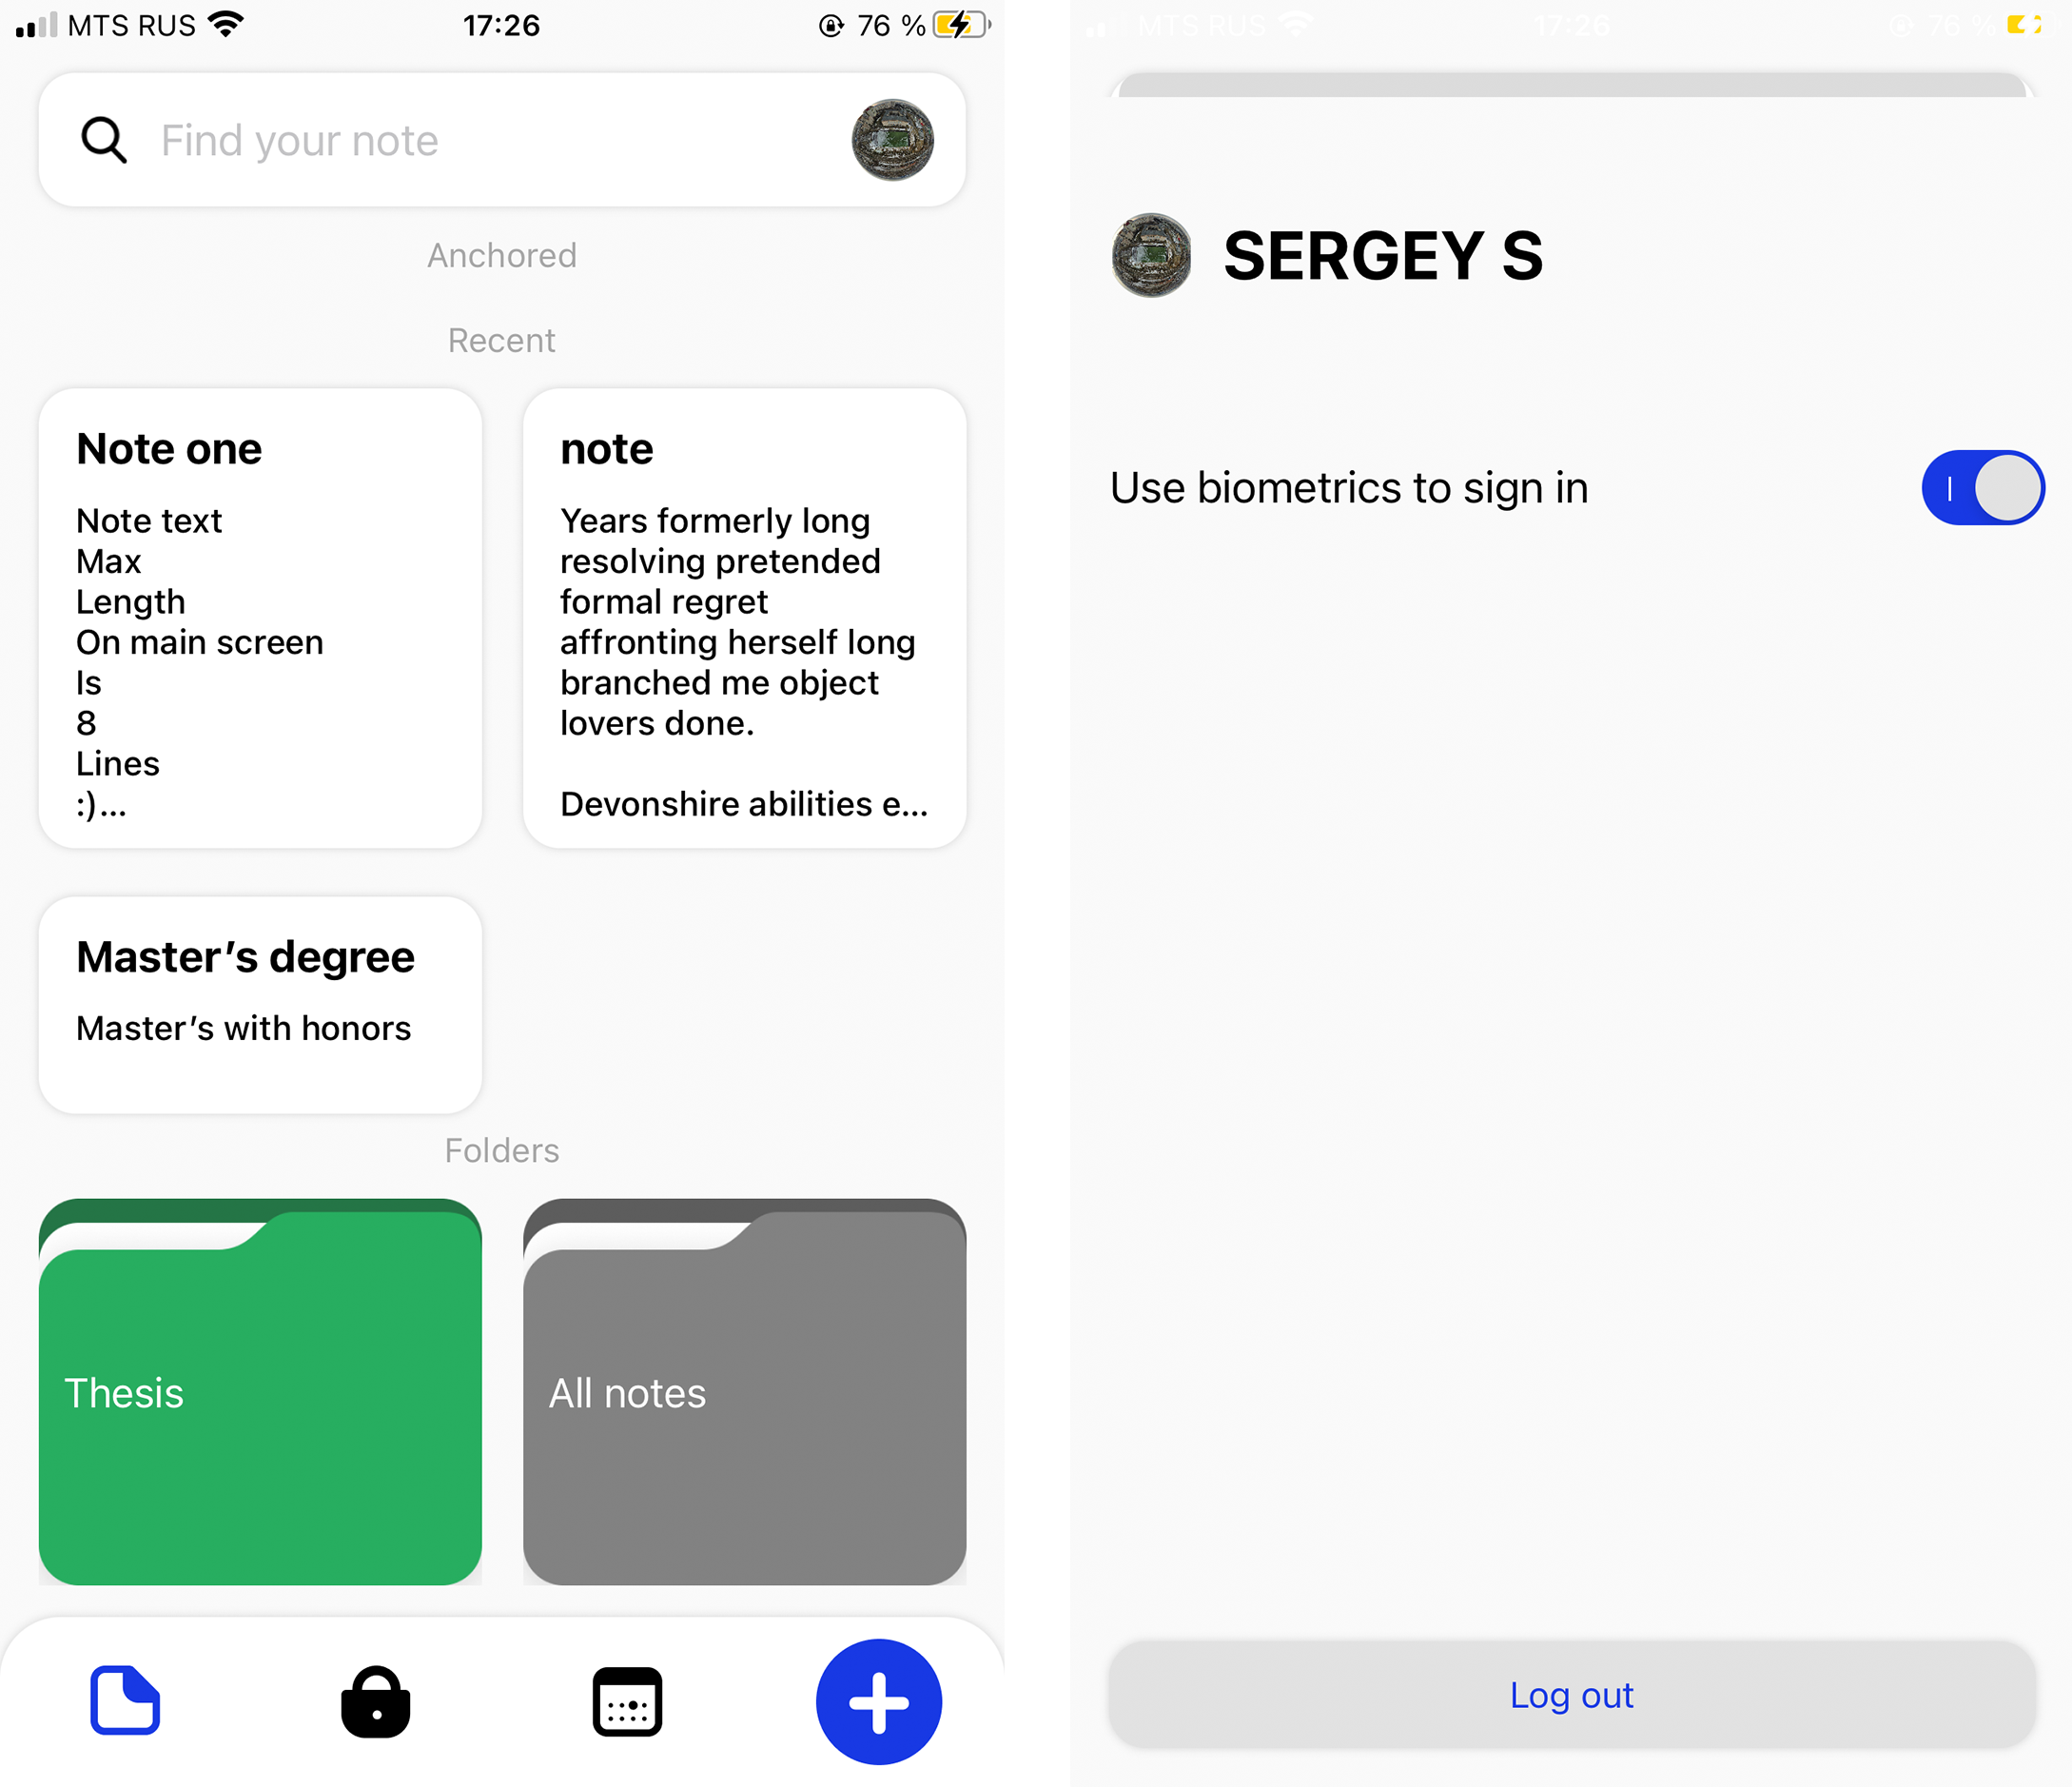 MTS RUS 17:26 76 %
Find your note
Anchored
Recent
Note one
Note text
Max
Length
On main screen
Is
8
Lines
:)...
note
Years formerly long
resolving pretended
formal regret
affronting herself long
branched me object
lovers done.
Devonshire abilities e...
Master’s degree
Master’s with honors
Folders
Thesis
All notes
MTS RUS 17:26 76 %
SERGEY S
Use biometrics to sign in
Log out